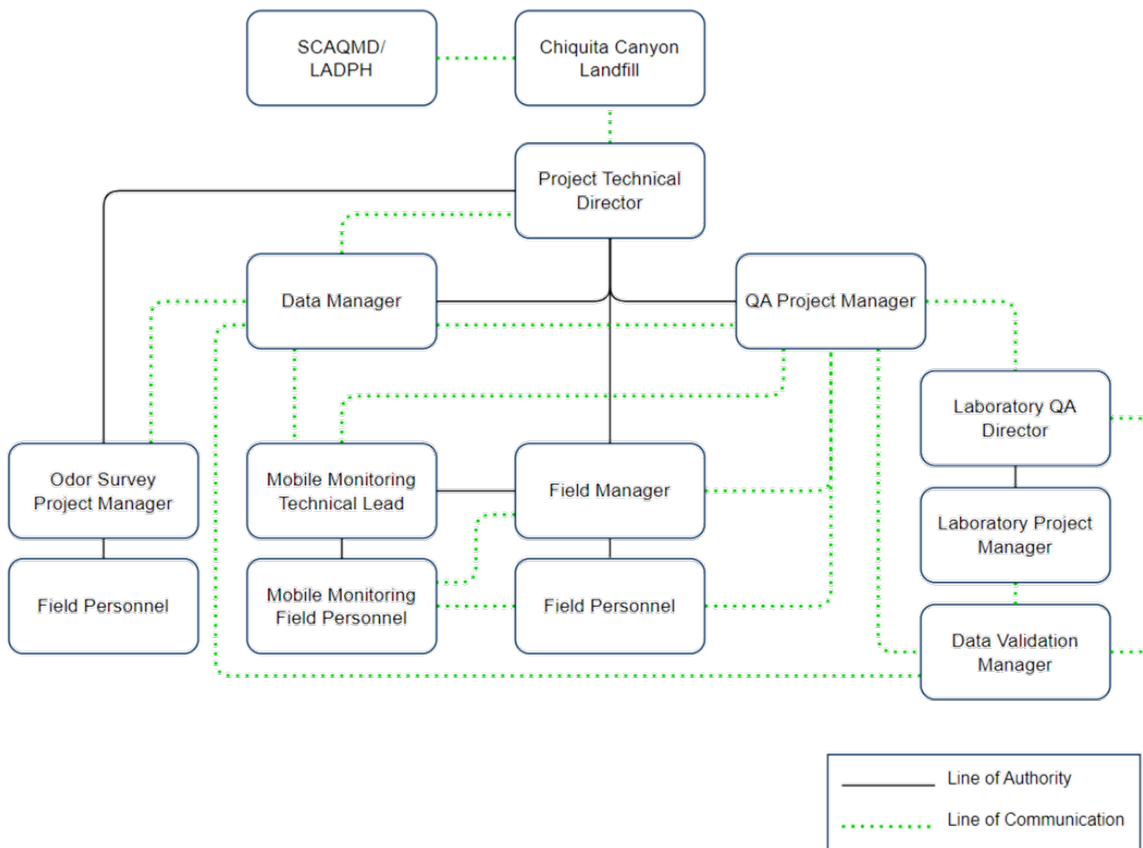 SCAQMD/
LADPH
Chiquita Canyon
Landfill
Project Technical
Director
Data Manager
QA Project Manager
Laboratory QA
Director
Odor Survey
Project Manager
Mobile Monitoring
Technical Lead
Field Manager
Laboratory Project
Manager
Field Personnel
Mobile Monitoring
Field Personnel
Field Personnel
Data Validation
Manager
Line of Authority
Line of Communication